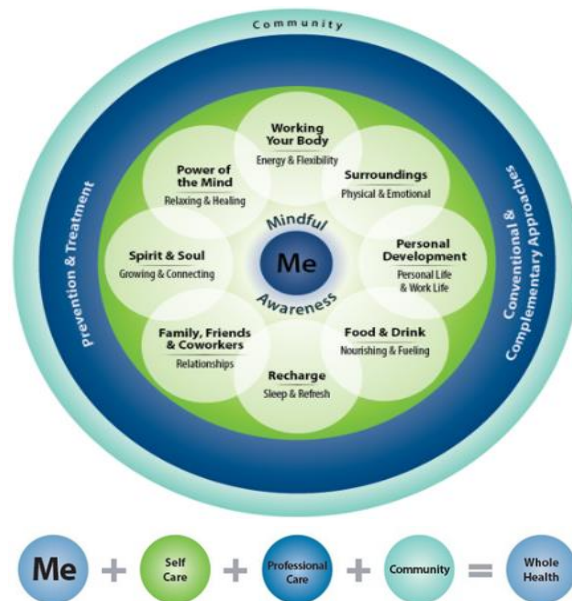 Community
Prevention & Treatment
Conventional &
Complementary Approaches
Working
Your Body
Energy & Flexibility
Surroundings
Physical & Emotional
Personal
Development
Personal Life
& Work Life
Food & Drink
Nourishing & Fueling
Recharge
Sleep & Refresh
Family, Friends
& Coworkers
Relationships
Spirit & Soul
Growing & Connecting
Power of
the Mind
Relaxing & Healing
Mindful
Me
Awareness
Me + Self Care + Professional Care + Community = Whole Health